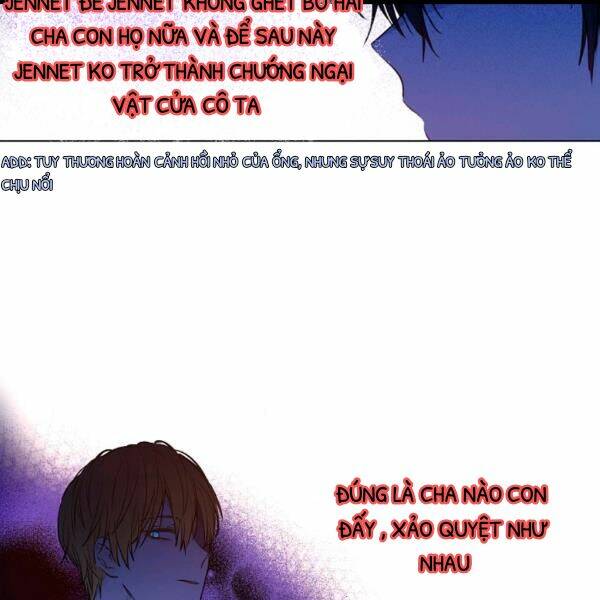 JENNET ĐỂ JENNET KHÔNG GHÉT BỎ HAI
CHA CON HỌ NỮA VÀ ĐỂ SAU NÀY
JENNET KO TRỞ THÀNH CHƯỚNG NGẠI
VẬT CỬA CÔ TA
ADD: TUY THƯƠNG HOÀN CẢNH HỒI NHỎ CỦA ỔNG, NHƯNG SỰ SUY THOÁI ẢO TƯỞNG ẢO KO THỂ
CHỊU NỔI
ĐÚNG LÀ CHA NÀO CON
ĐẤY , XẢO QUYỆT NHƯ
NHAU